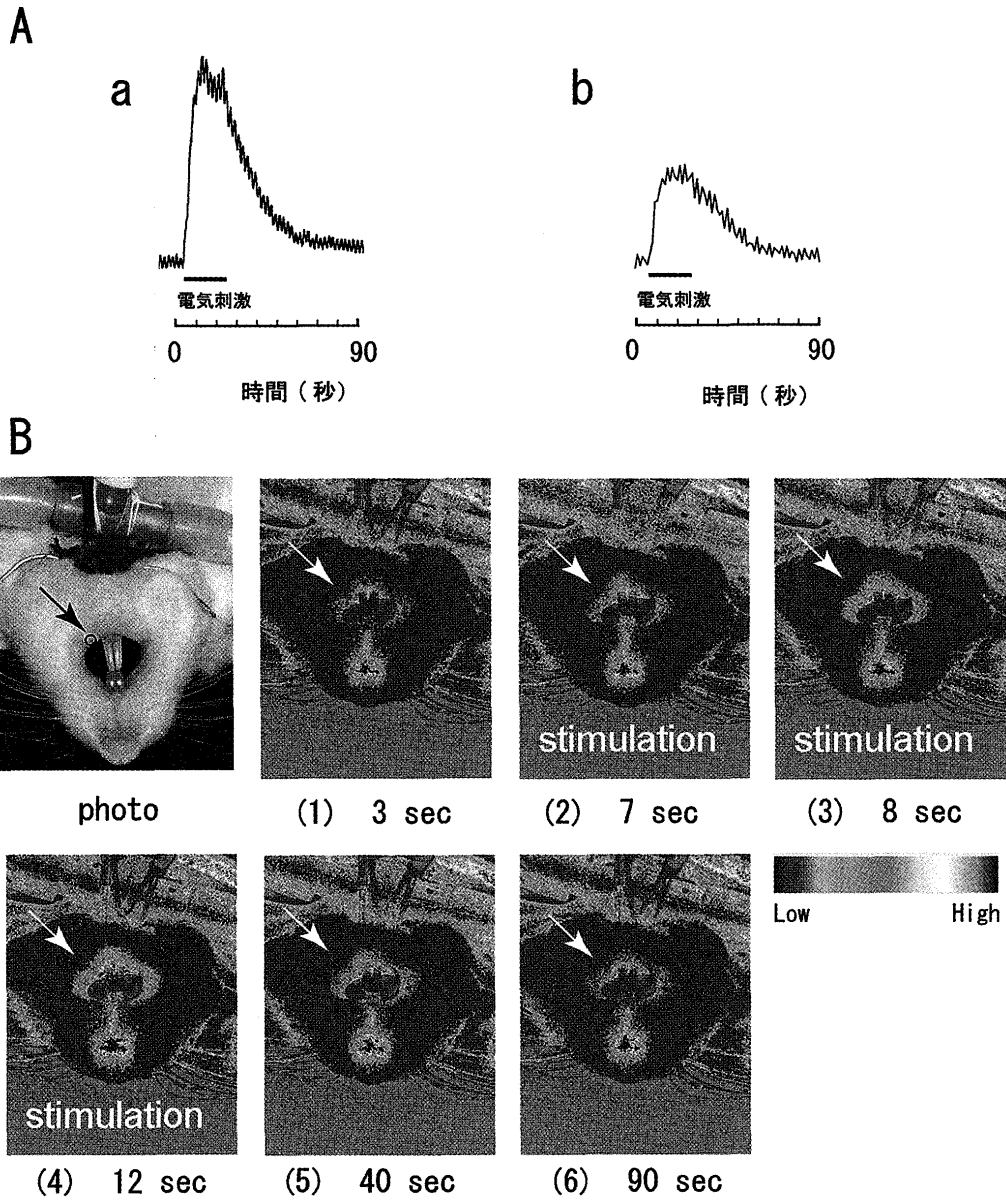 A
a
b
電気刺激
電気刺激
0 90
0 90
時間（秒）
時間（秒）
B
stimulation
stimulation
photo
(1) 3 sec
(2) 7 sec
(3) 8 sec
Low High
stimulation
(4) 12 sec
(5) 40 sec
(6) 90 sec